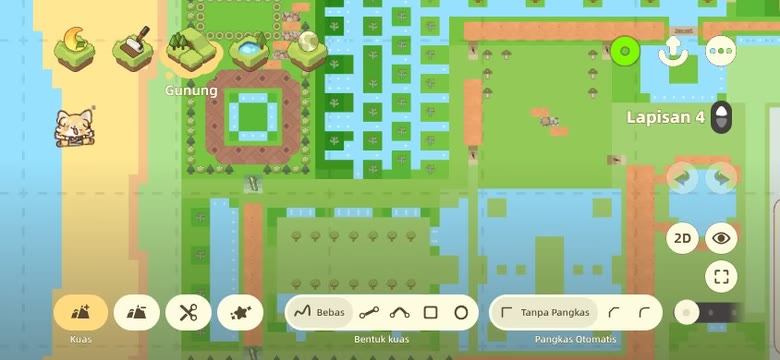 Gunung
Lapisan 4
2D
Bebas
Tanpa Pangkas
Kuas
Bentuk kuas
Pangkas Otomatis